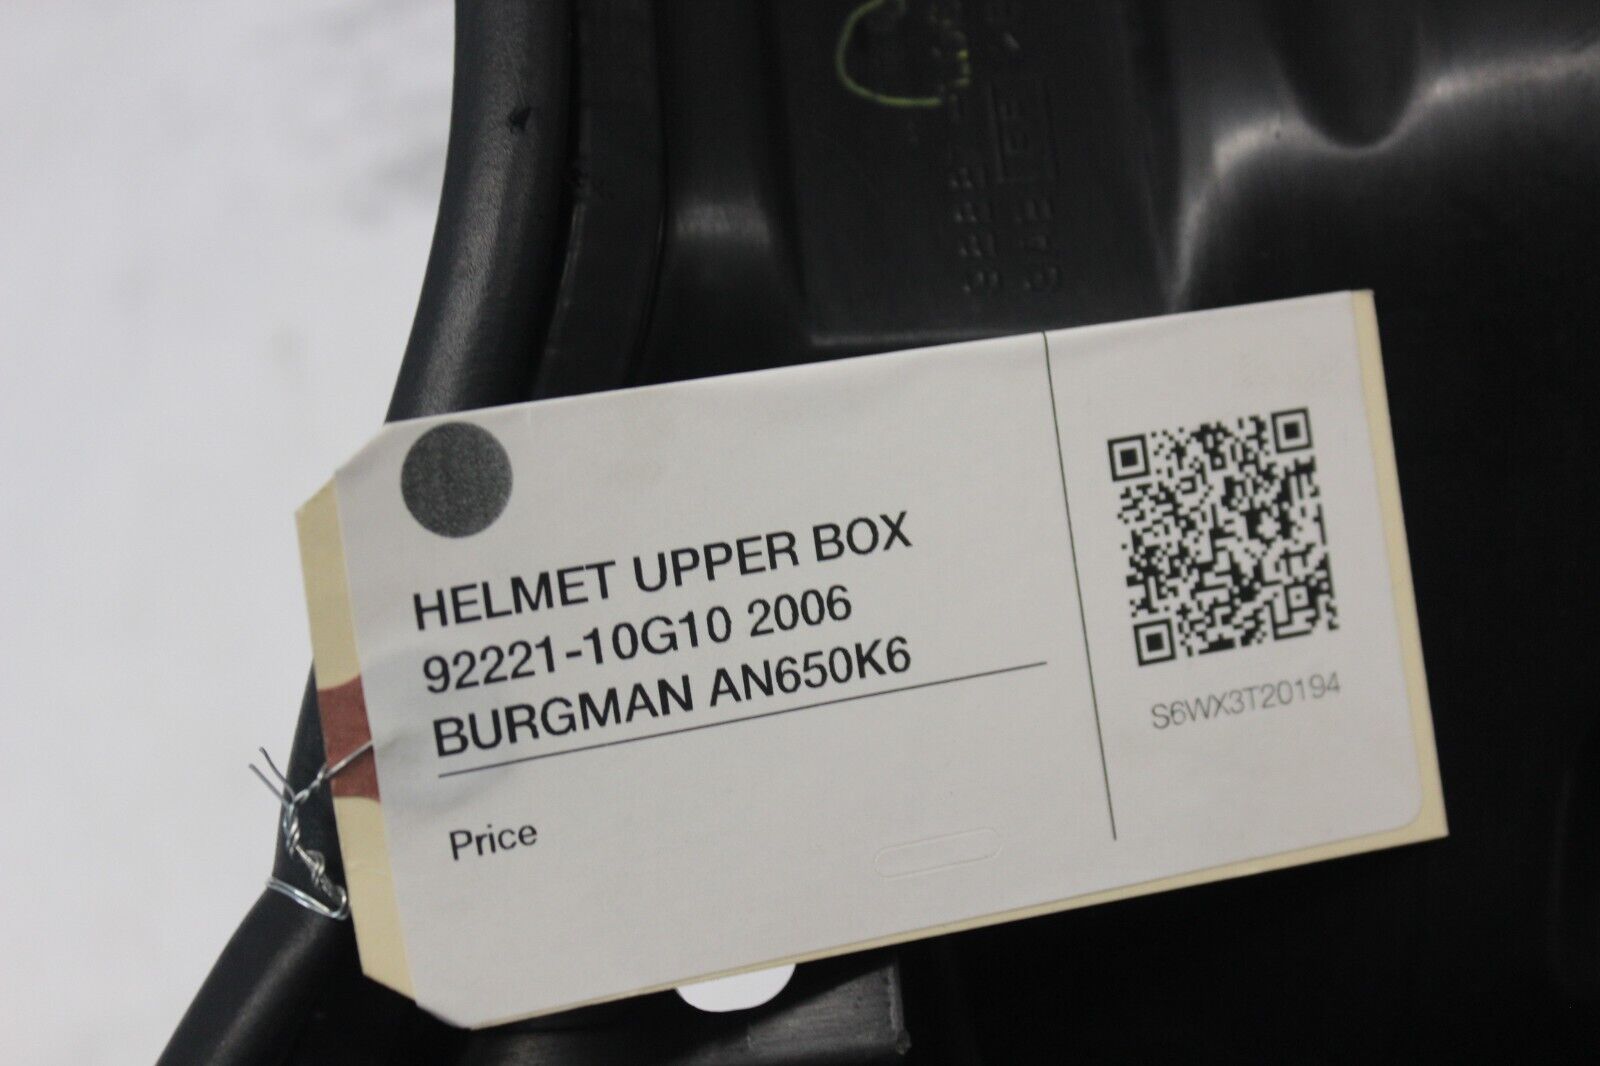 HELMET UPPER BOX
92221-10G10 2006
BURGMAN AN650K6
Price
S6WX3T20194